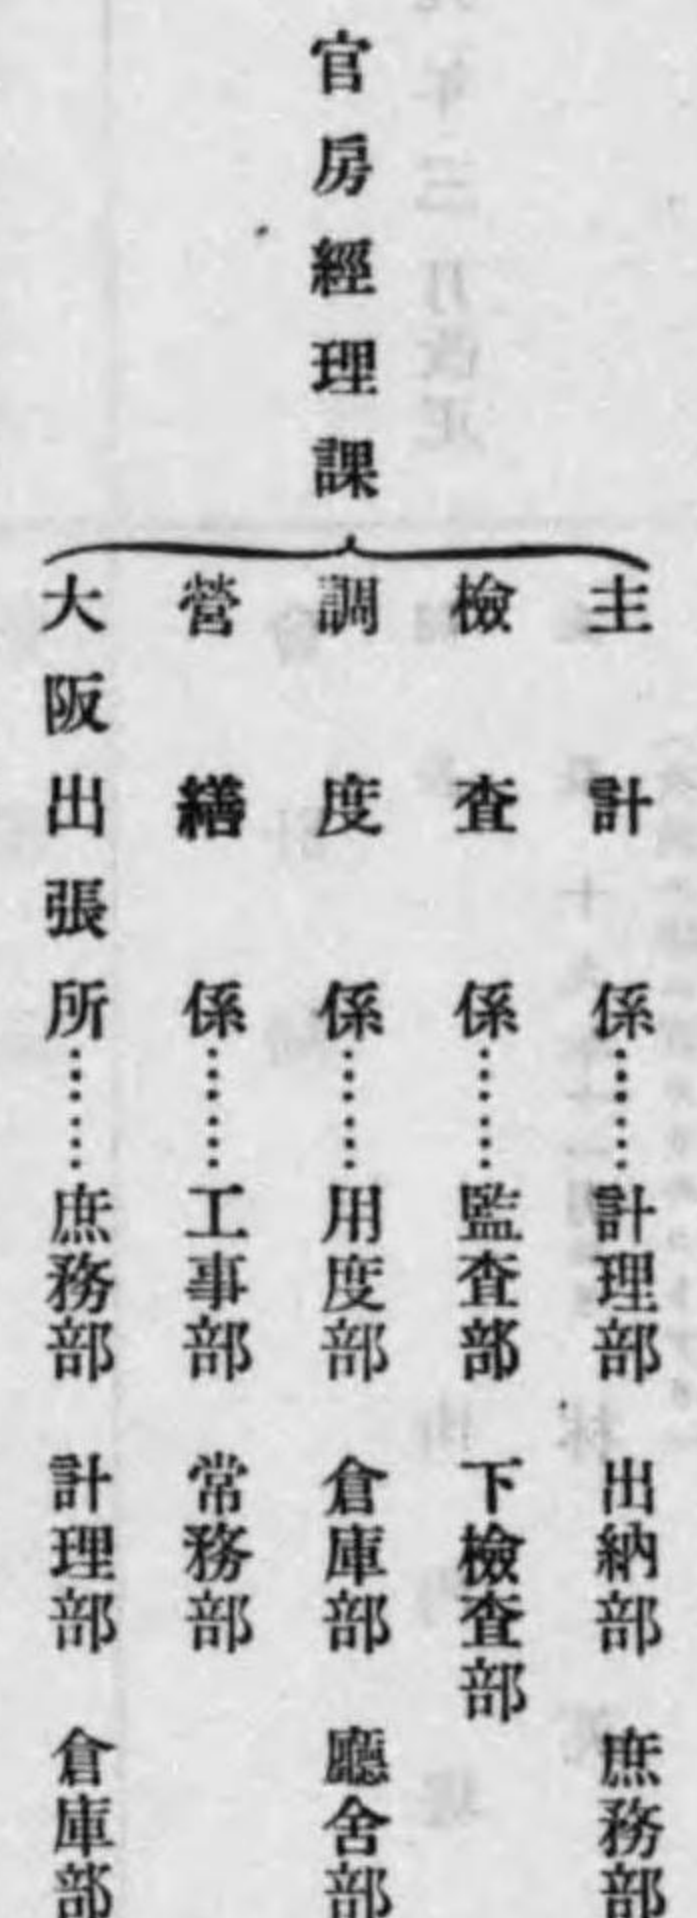 官房經理課
主計係……計理部 出納部 庶務部
檢査係……監査部 下檢査部
調度係……用度部 倉庫部 廳舍部
營繕係……工事部 常務部
大阪出張所……庶務部 計理部 倉庫部